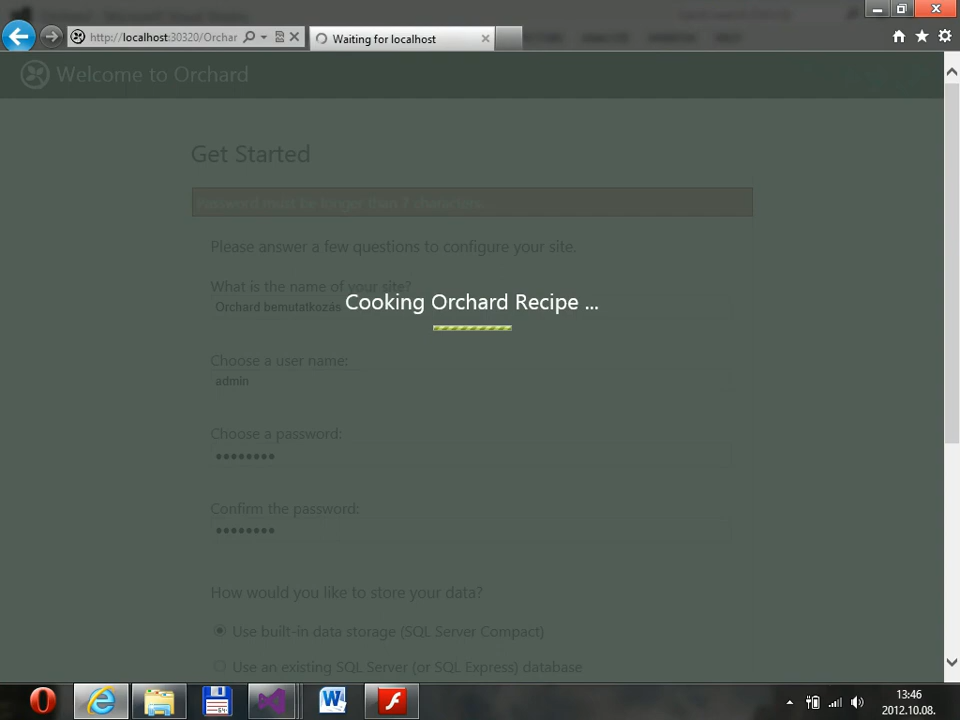 http://localhost:30320/Orchar
Waiting for localhost
Welcome to Orchard
Get Started
Password must be longer than 7 characters.
Please answer a few questions to configure your site.
What is the name of your site?
Orchard bemutatkozás
Cooking Orchard Recipe ...
Choose a user name:
admin
Choose a password:
••••••••
Confirm the password:
••••••••
How would you like to store your data?
Use built-in data storage (SQL Server Compact)
Use an existing SQL Server (or SQL Express) database
13:46
2012.10.08.